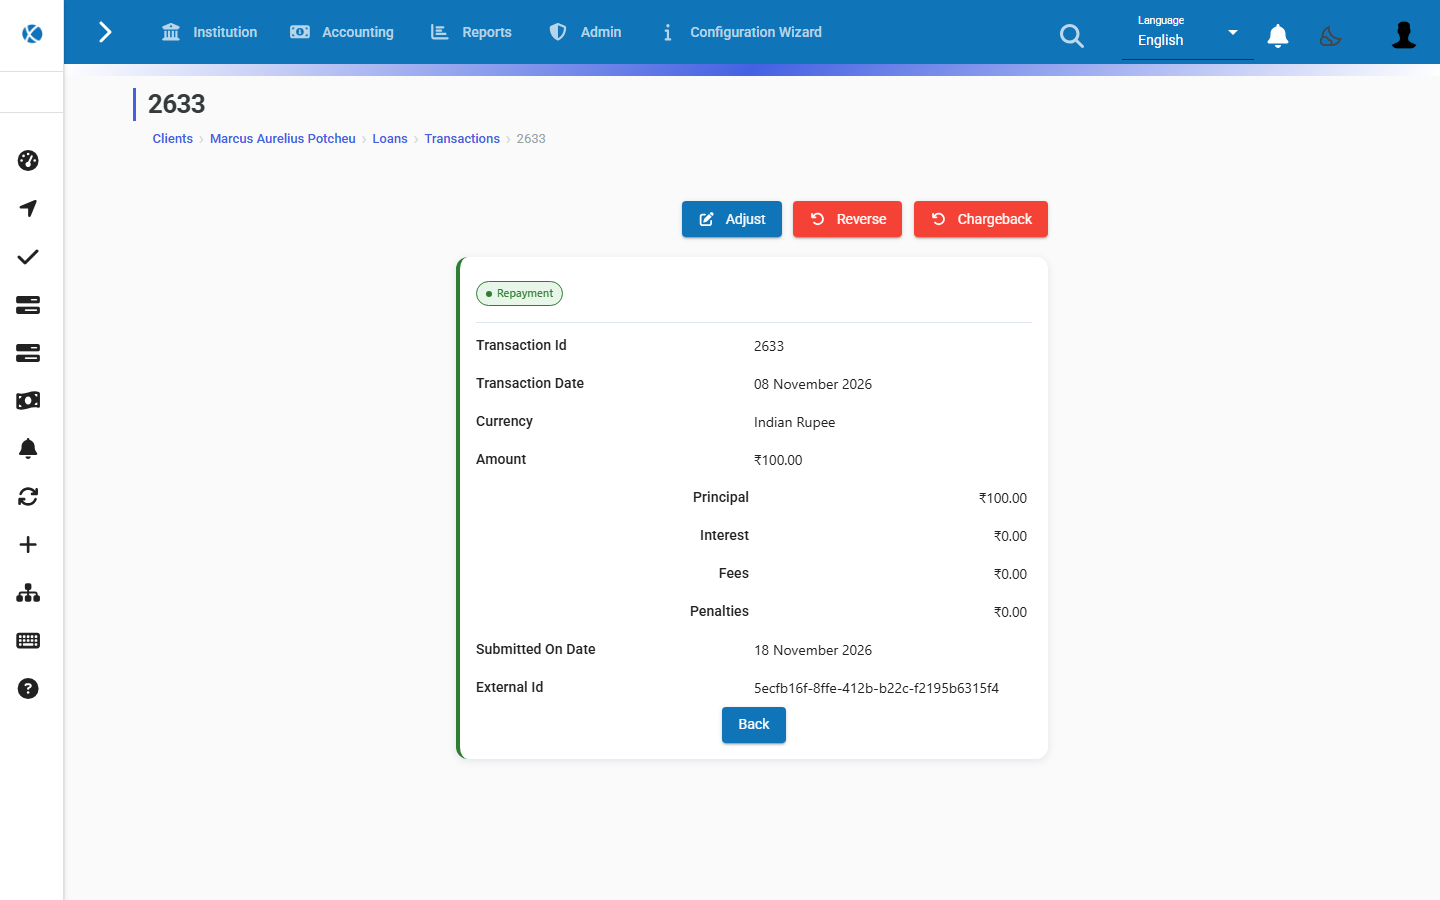 Institution
Accounting
Reports
Admin
Configuration Wizard
Language
English
2633
Clients › Marcus Aurelius Potcheu › Loans › Transactions › 2633
Adjust
Reverse
Chargeback
Repayment
Transaction Id 2633
Transaction Date 08 November 2026
Currency Indian Rupee
Amount ₹100.00
Principal ₹100.00
Interest ₹0.00
Fees ₹0.00
Penalties ₹0.00
Submitted On Date 18 November 2026
External Id 5ecfb16f-8ffe-412b-b22c-f2195b6315f4
Back